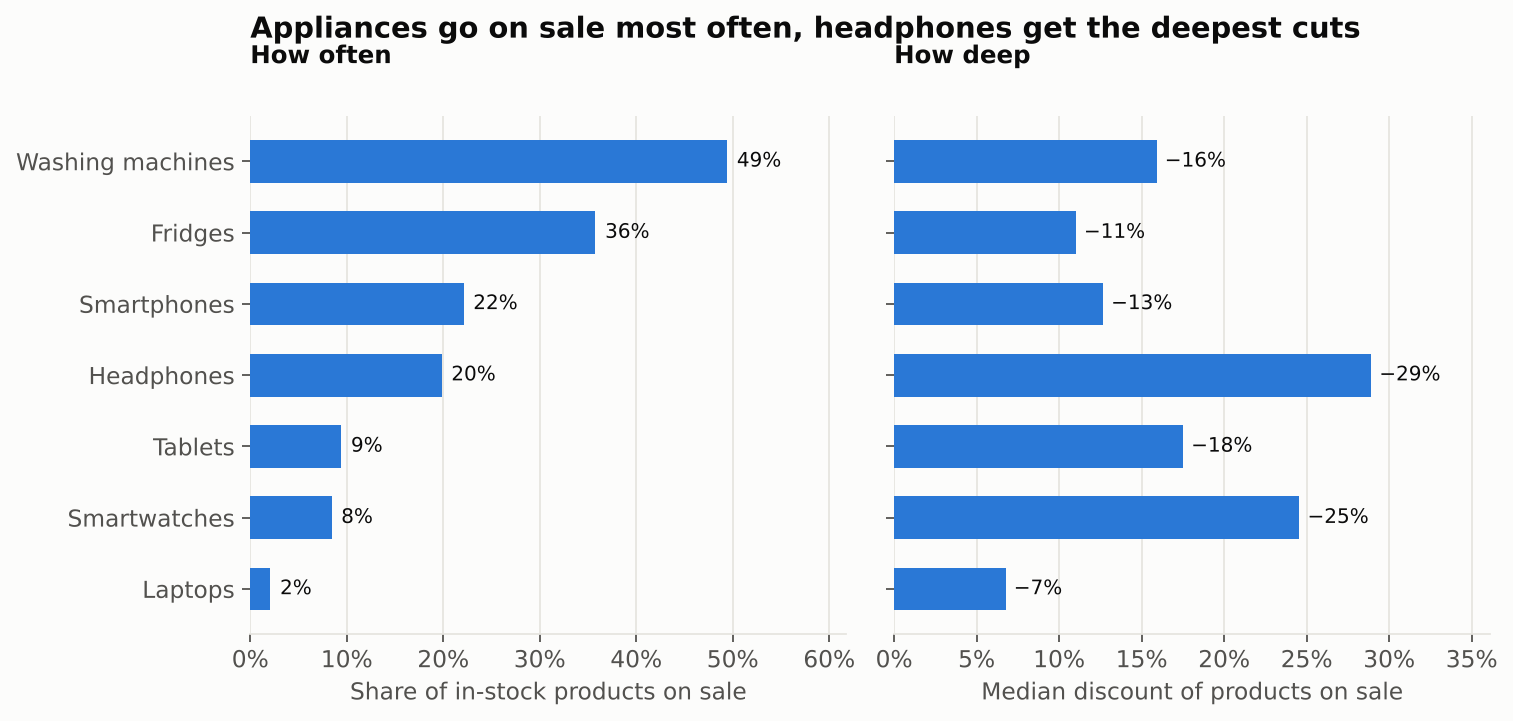 Appliances go on sale most often, headphones get the deepest cuts
How often
How deep
Washing machines
49%
−16%
Fridges
36%
−11%
Smartphones
22%
−13%
Headphones
20%
−29%
Tablets
9%
−18%
Smartwatches
8%
−25%
Laptops
2%
−7%
0% 10% 20% 30% 40% 50% 60%
0% 5% 10% 15% 20% 25% 30% 35%
Share of in-stock products on sale
Median discount of products on sale